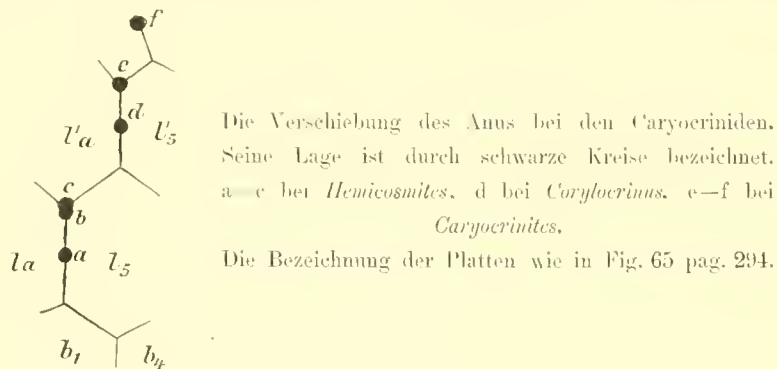 f
c
d
l'a l'5
Die Verschiebung des Anus bei den Caryocriniden.
Seine Lage ist durch schwarze Kreise bezeichnet.
a—c bei Hemicosmites. d bei Corylocrinus. e—f bei
Caryocrinites.
Die Bezeichnung der Platten wie in Fig. 65 pag. 294.
c
b
la a l5
b1 b4